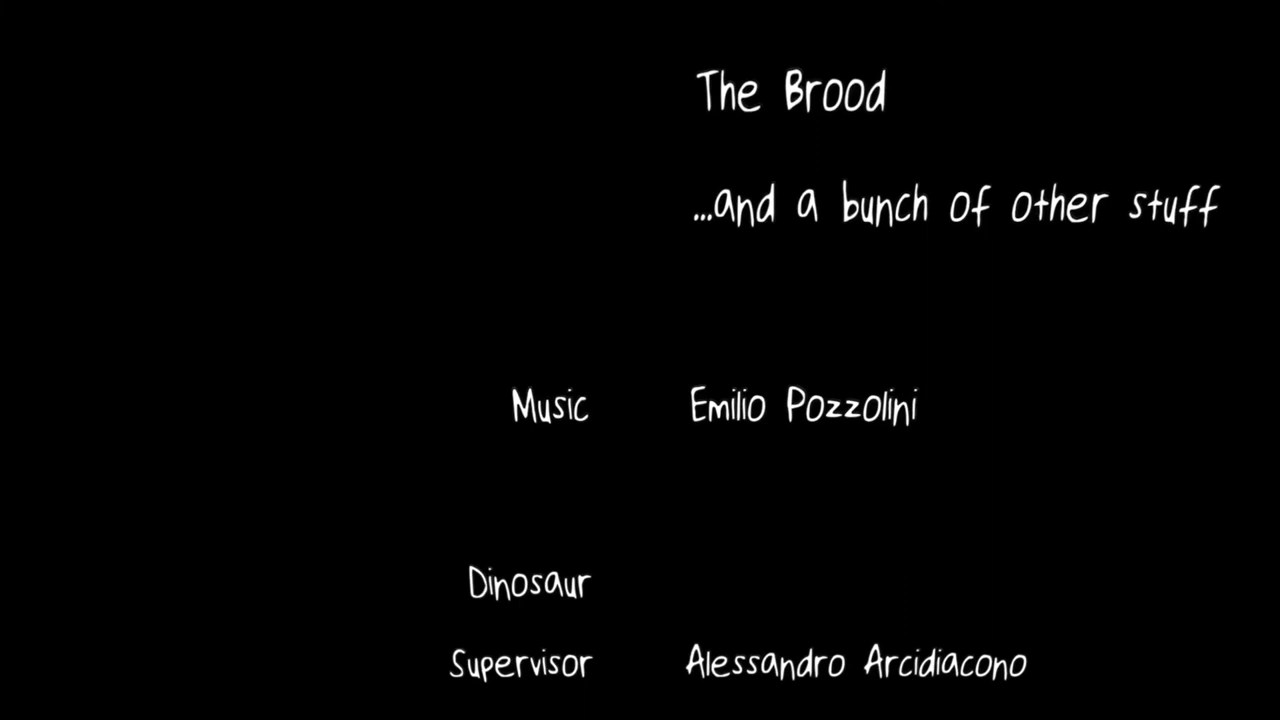 The Brood
...and a bunch of other stuff
Music Emilio Pozzolini
Dinosaur
Supervisor Alessandro Arcidiacono